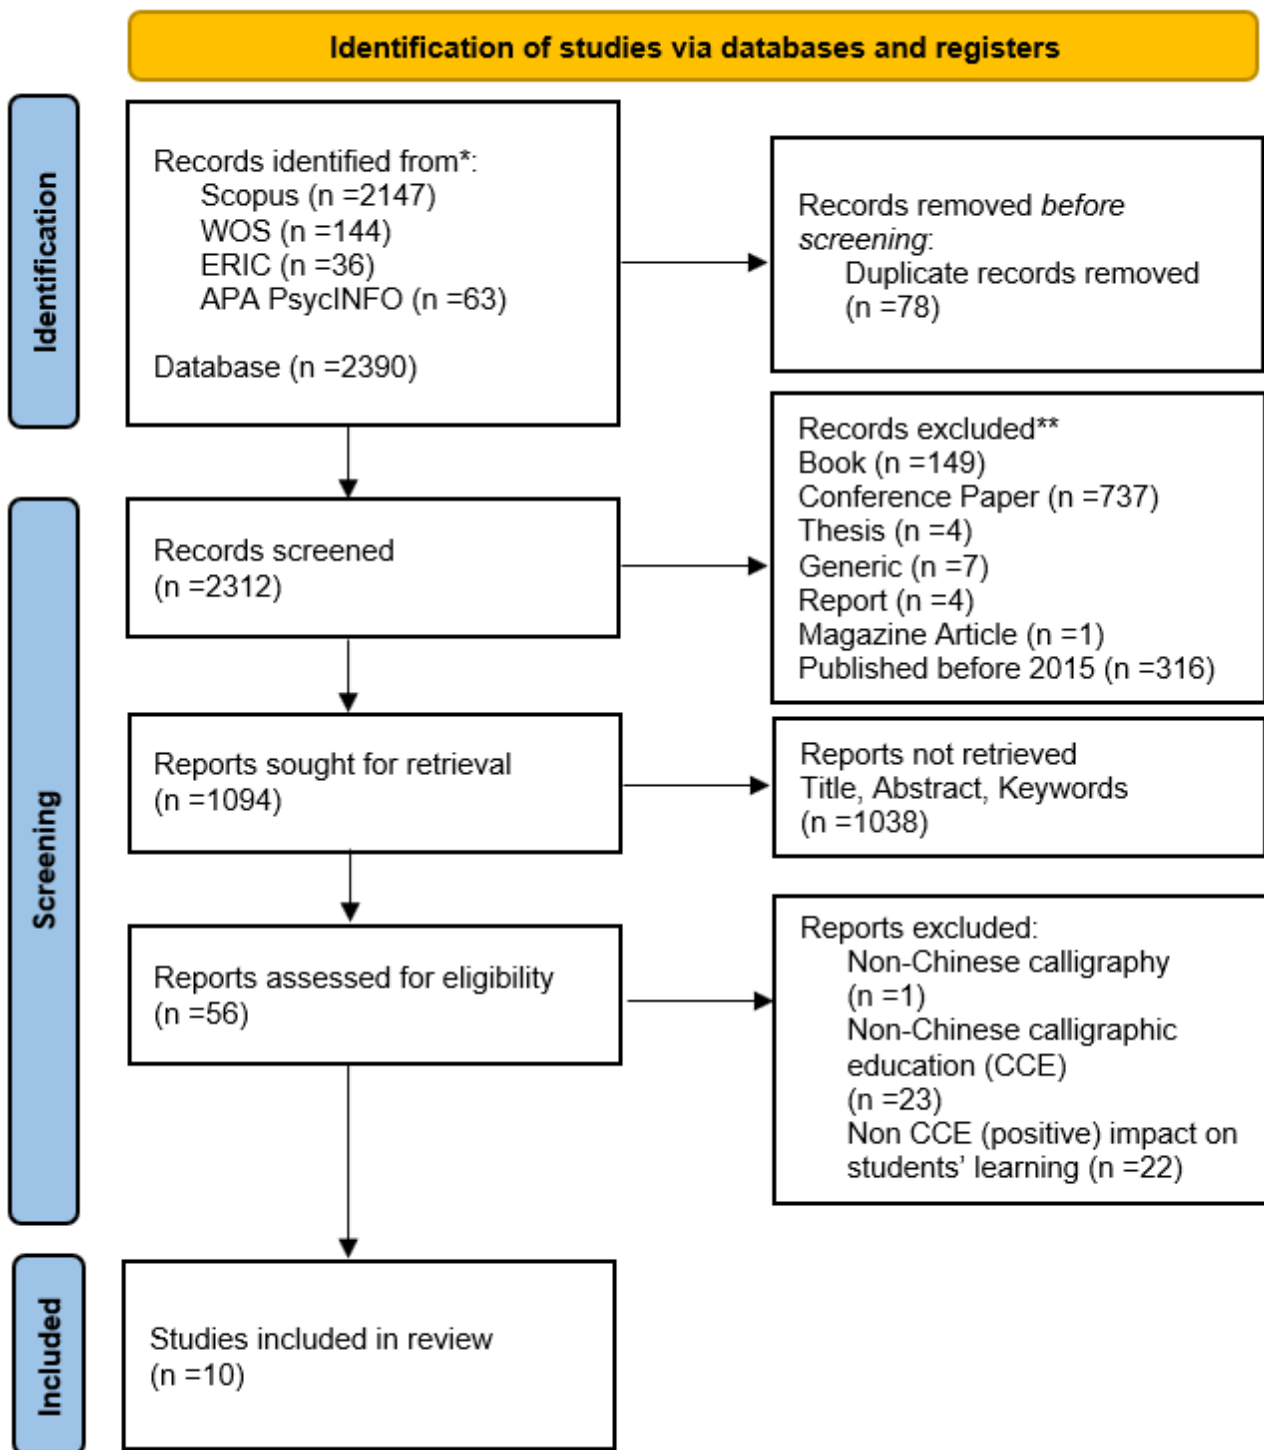 Identification of studies via databases and registers
Identification
Records identified from*:
Scopus (n =2147)
WOS (n =144)
ERIC (n =36)
APA PsycINFO (n =63)
Database (n =2390)
Records removed before
screening:
Duplicate records removed
(n =78)
Screening
Records screened
(n =2312)
Records excluded**
Book (n =149)
Conference Paper (n =737)
Thesis (n =4)
Generic (n =7)
Report (n =4)
Magazine Article (n =1)
Published before 2015 (n =316)
Reports sought for retrieval
(n =1094)
Reports not retrieved
Title, Abstract, Keywords
(n =1038)
Reports assessed for eligibility
(n =56)
Reports excluded:
Non-Chinese calligraphy
(n =1)
Non-Chinese calligraphic
education (CCE)
(n =23)
Non CCE (positive) impact on
students’ learning (n =22)
Included
Studies included in review
(n =10)